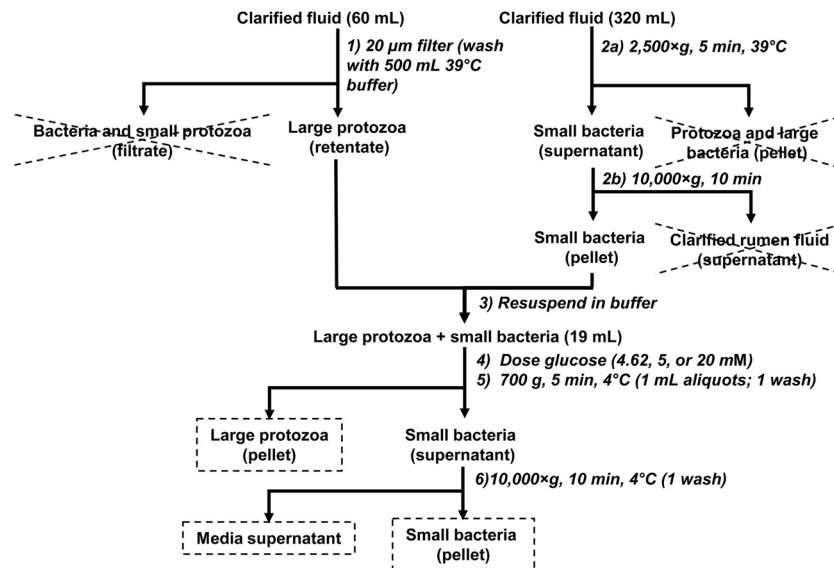 Clarified fluid (60 mL)
1) 20 µm filter (wash
with 500 mL 39°C
buffer)
Bacteria and small protozoa
(filtrate)
Large protozoa
(retentate)
Clarified fluid (320 mL)
2a) 2,500×g, 5 min, 39°C
Small bacteria
(supernatant)
Protozoa and large
bacteria (pellet)
2b) 10,000×g, 10 min
Small bacteria
(pellet)
Clarified rumen fluid
(supernatant)
3) Resuspend in buffer
Large protozoa + small bacteria (19 mL)
4) Dose glucose (4.62, 5, or 20 mM)
5) 700 g, 5 min, 4°C (1 mL aliquots; 1 wash)
Large protozoa
(pellet)
Small bacteria
(supernatant)
6)10,000×g, 10 min, 4°C (1 wash)
Media supernatant
Small bacteria
(pellet)